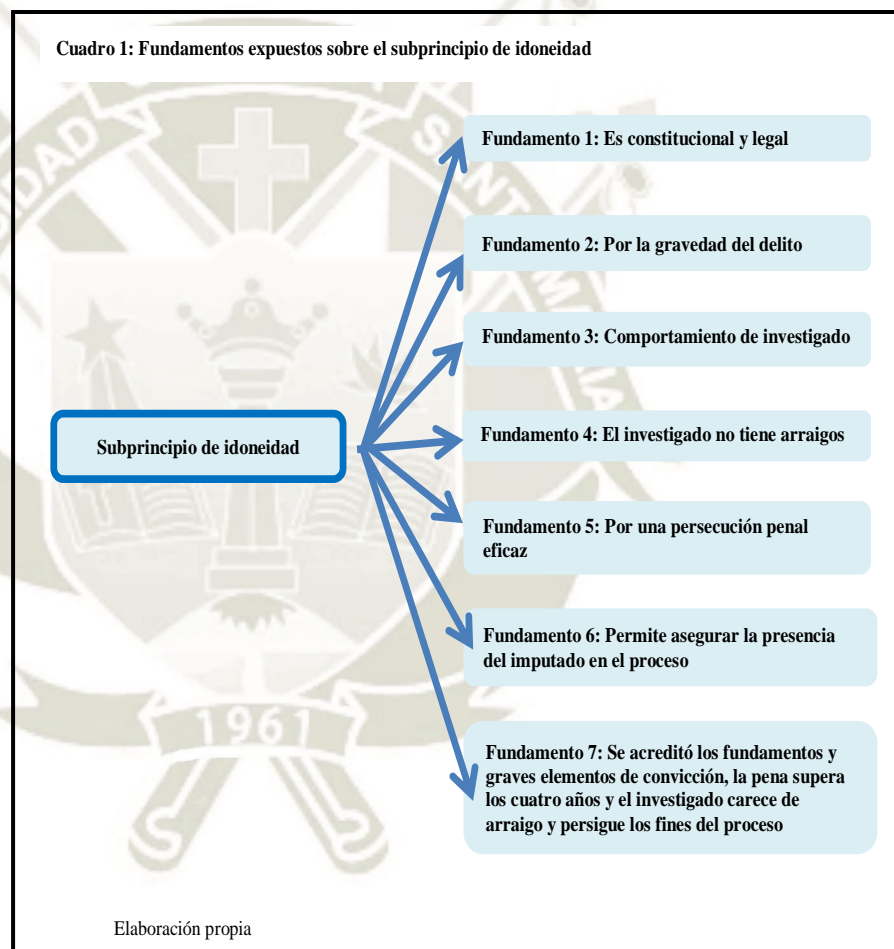 Cuadro 1: Fundamentos expuestos sobre el subprincipio de idoneidad
Fundamento 1: Es constitucional y legal
Fundamento 2: Por la gravedad del delito
Fundamento 3: Comportamiento de investigado
Subprincipio de idoneidad
Fundamento 4: El investigado no tiene arraigos
Fundamento 5: Por una persecución penal
eficaz
Fundamento 6: Permite asegurar la presencia
del imputado en el proceso
Fundamento 7: Se acreditó los fundamentos y
graves elementos de convicción, la pena supera
los cuatro años y el investigado carece de
arraigo y persigue los fines del proceso
1961
Elaboración propia